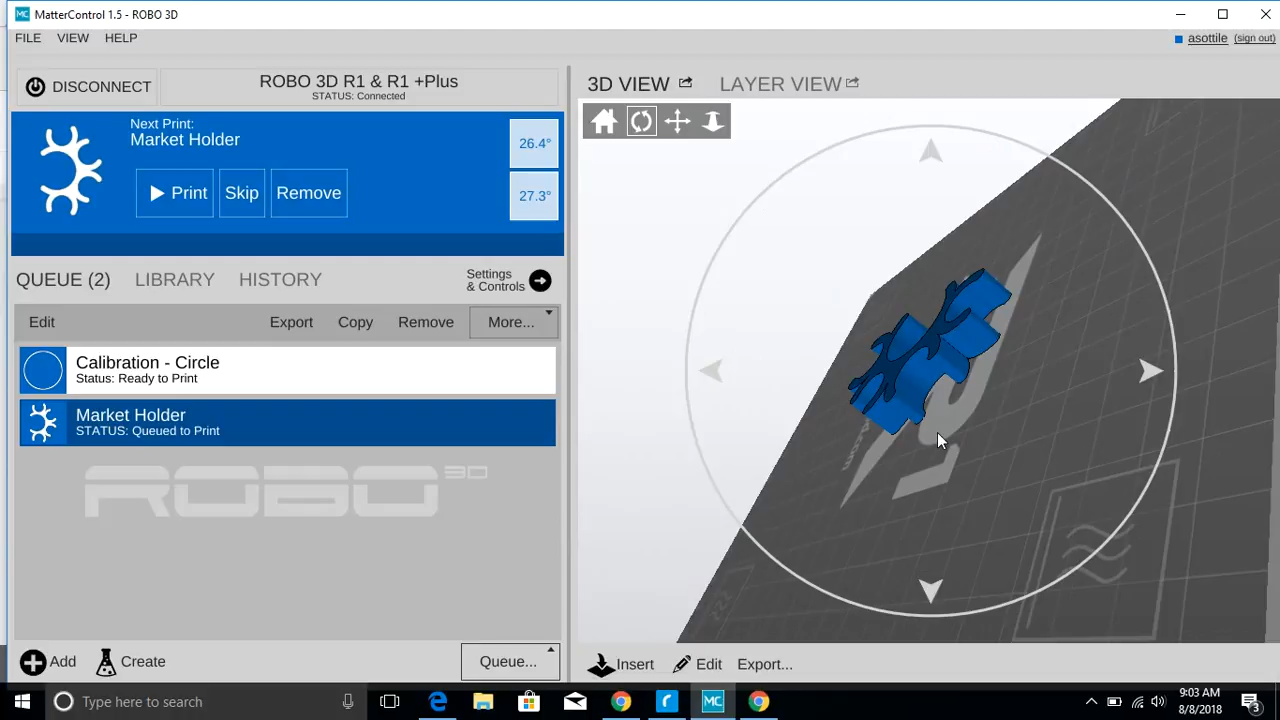 MC MatterControl 1.5 - ROBO 3D
FILE VIEW HELP
asottile (sign out)
DISCONNECT
ROBO 3D R1 & R1 +Plus
STATUS: Connected
Next Print:
Market Holder
26.4°
Print Skip Remove
27.3°
QUEUE (2) LIBRARY HISTORY
Settings
& Controls
Edit Export Copy Remove More...
Calibration - Circle
Status: Ready to Print
Market Holder
STATUS: Queued to Print
ROBO 3D
Add Create Queue...
3D VIEW LAYER VIEW
Insert Edit Export...
Type here to search
MC
9:03 AM
8/8/2018
3